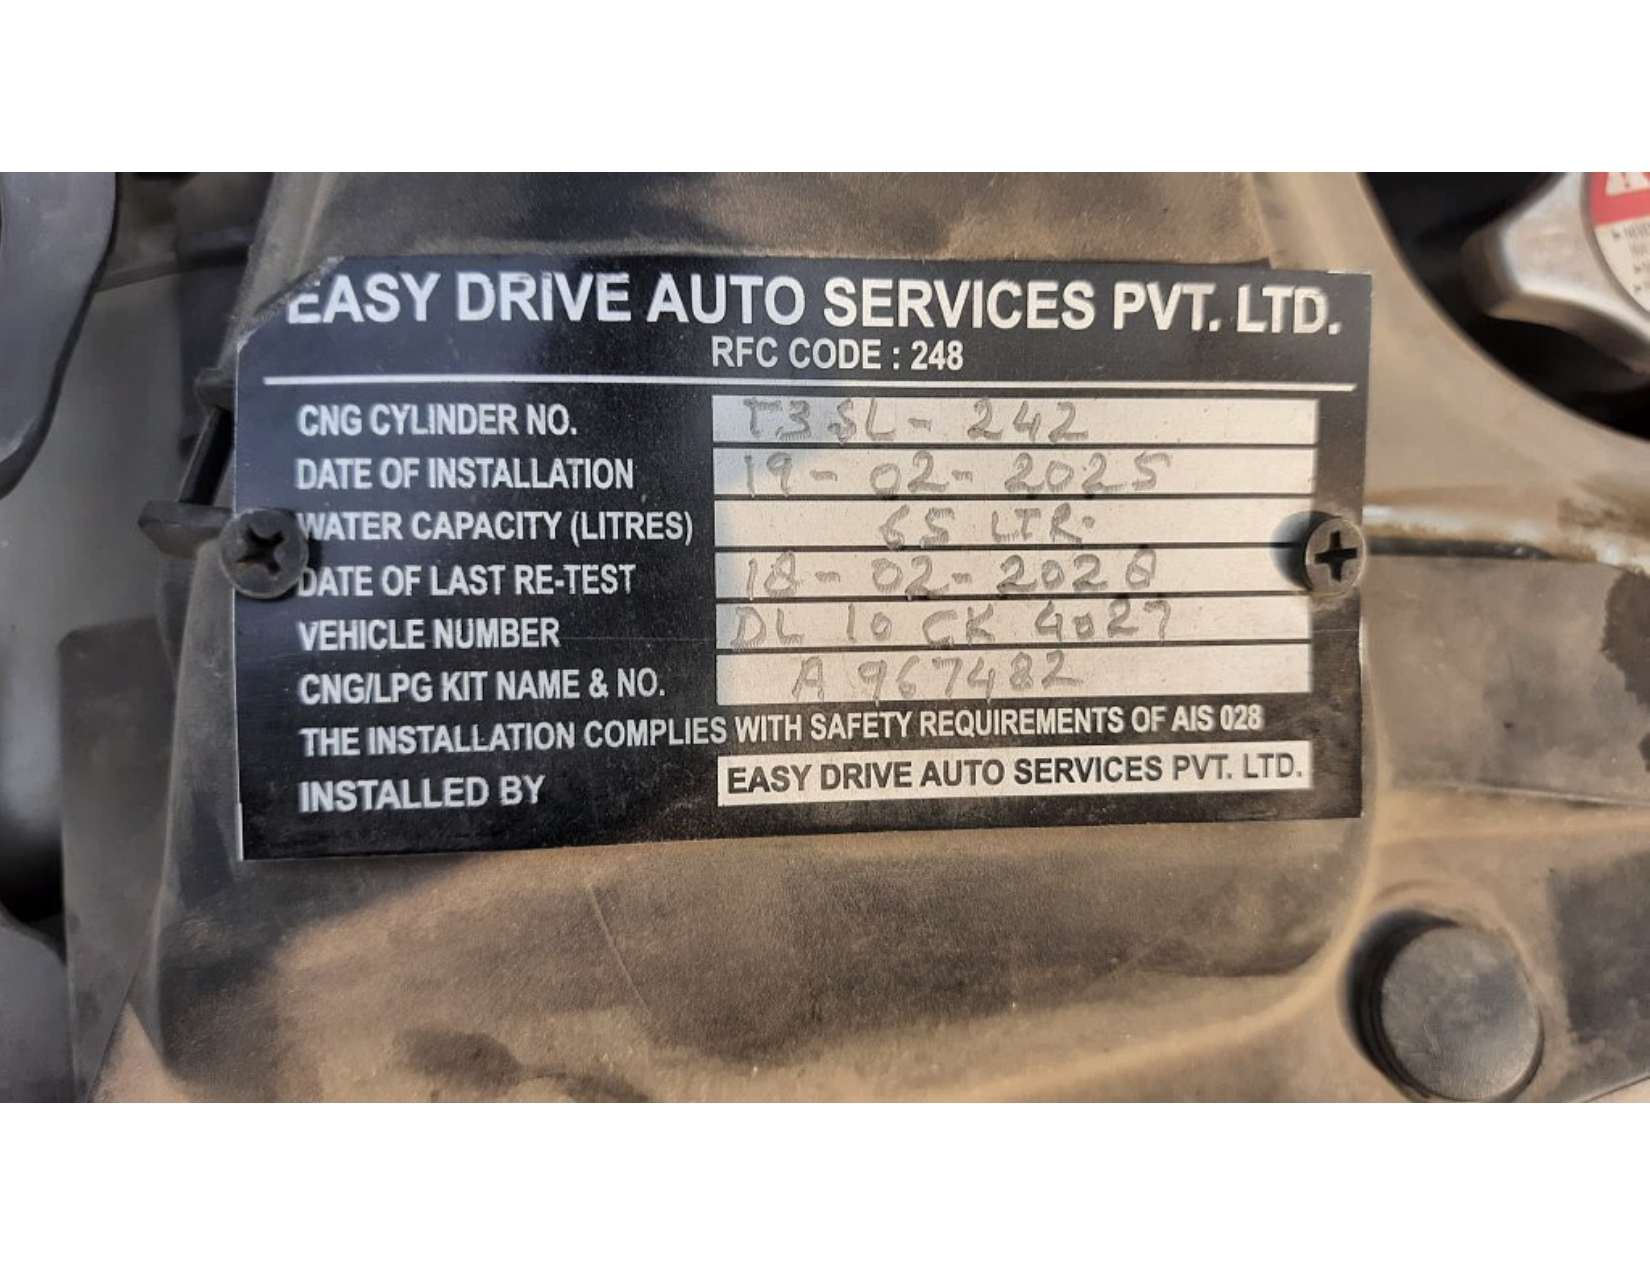 EASY DRIVE AUTO SERVICES PVT. LTD.
RFC CODE : 248
CNG CYLINDER NO. T3SL- 242
DATE OF INSTALLATION 19-02-2025
WATER CAPACITY (LITRES) 65 LTR.
DATE OF LAST RE-TEST 18-02-2028
VEHICLE NUMBER DL 10 CK 4027
CNG/LPG KIT NAME & NO. A 967482
THE INSTALLATION COMPLIES WITH SAFETY REQUIREMENTS OF AIS 028
INSTALLED BY EASY DRIVE AUTO SERVICES PVT. LTD.